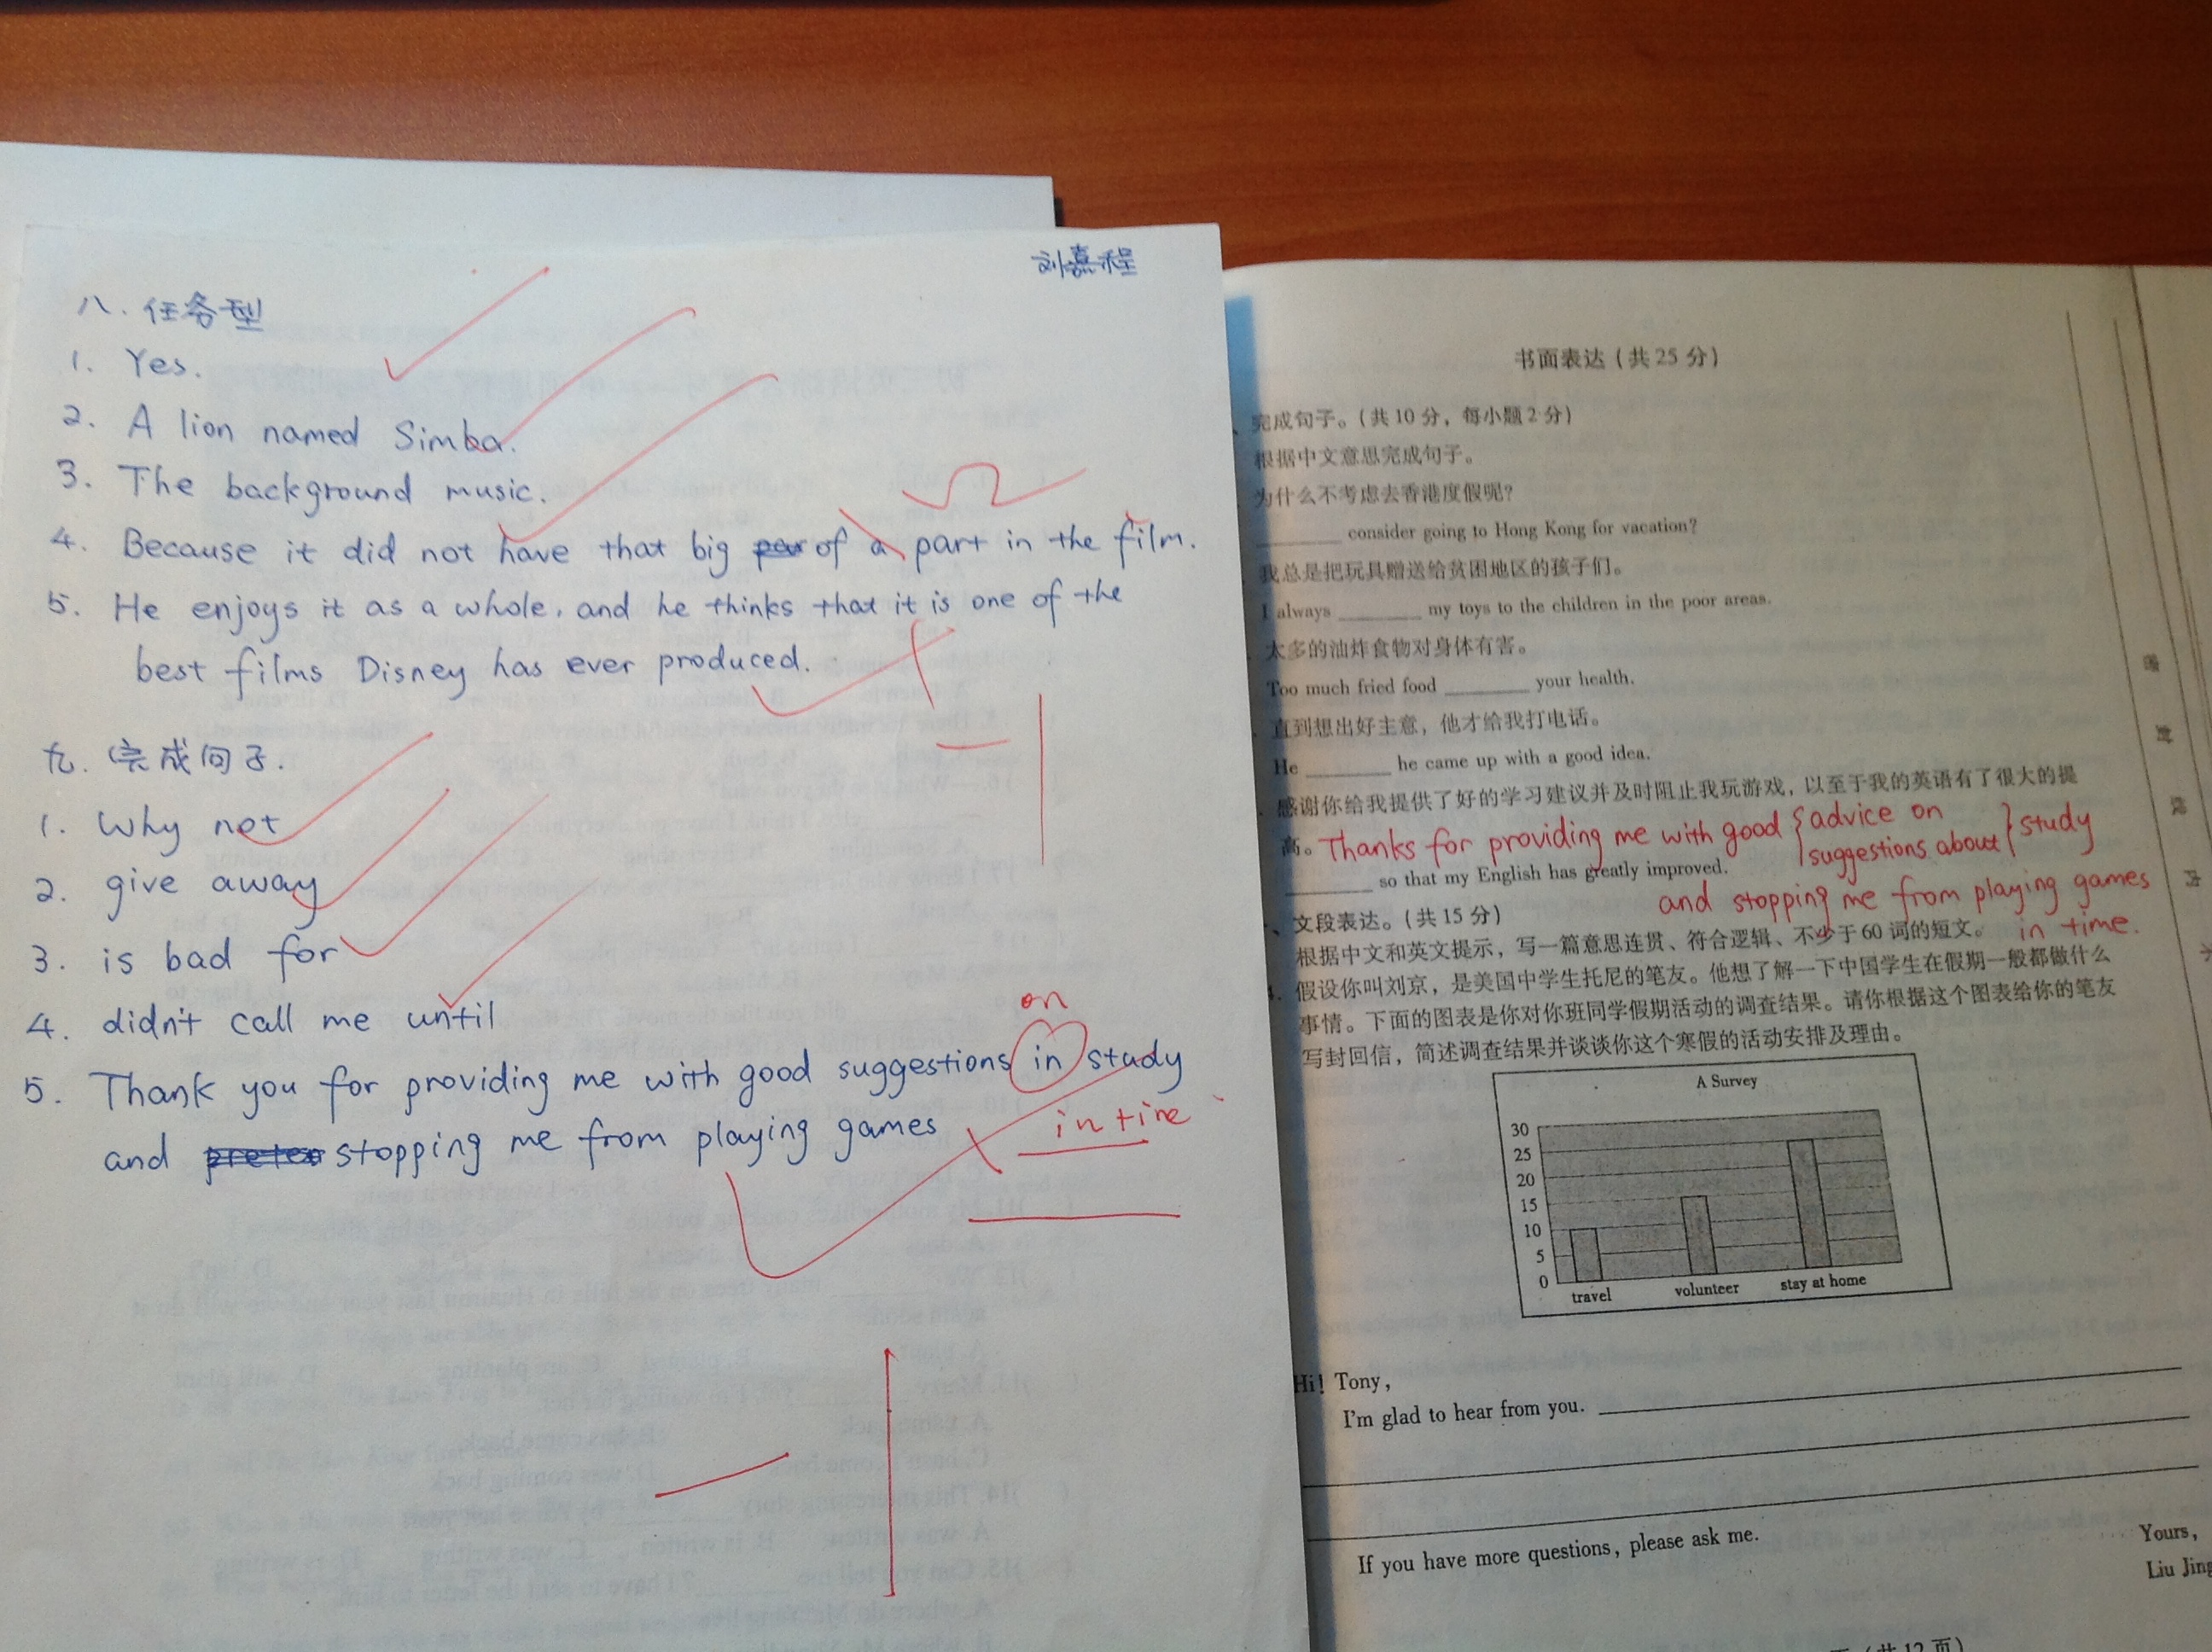 刘嘉程
八. 任务型
1. Yes.
2. A lion named Simba.
3. The background music.
4. Because it did not have that big of a part in the film.
5. He enjoys it as a whole, and he thinks that it is one of the
best films Disney has ever produced.
-1
九. 完成句子.
1. Why not
2. give away
3. is bad for
4. didn't call me until
on
5. Thank you for providing me with good suggestions in study
and stopping me from playing games
in time
-1
书面表达(共25分)
完成句子。(共10分,每小题2分)
根据中文意思完成句子。
为什么不考虑去香港度假呢?
consider going to Hong Kong for vacation?
我总是把玩具赠送给贫困地区的孩子们。
I always ______ my toys to the children in the poor areas.
太多的油炸食物对身体有害。
Too much fried food ______ your health.
直到想出好主意,他才给我打电话。
He ______ he came up with a good idea.
感谢你给我提供了好的学习建议并及时阻止我玩游戏,以至于我的英语有了很大的提
高。 Thanks for providing me with good {advice on
suggestions about} study
______ so that my English has greatly improved.
and stopping me from playing games
in time.
、文段表达。(共15分)
根据中文和英文提示,写一篇意思连贯、符合逻辑、不少于60词的短文。
假设你叫刘京,是美国中学生托尼的笔友。他想了解一下中国学生在假期一般都做什么
事情。下面的图表是你对你班同学假期活动的调查结果。请你根据这个图表给你的笔友
写封回信,简述调查结果并谈谈你这个寒假的活动安排及理由。
A Survey
30
25
20
15
10
5
0
travel volunteer stay at home
Hi! Tony,
I'm glad to hear from you.
If you have more questions, please ask me.
Yours,
Liu Jing
页(共12页)